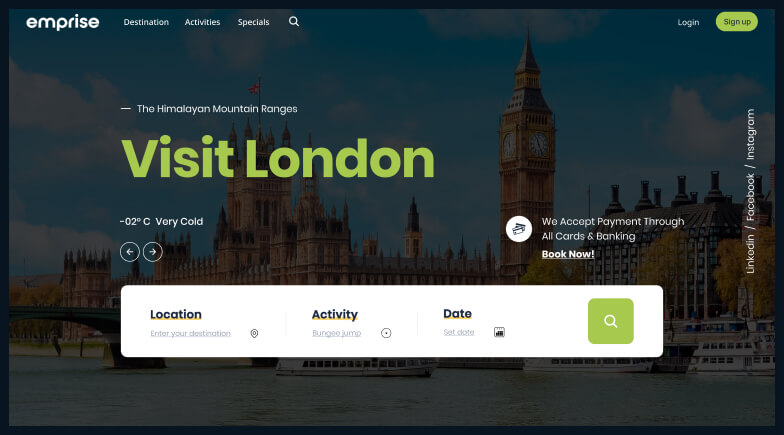 emprise
Destination
Activities
Specials
Login
Sign up
The Himalayan Mountain Ranges
Visit London
-02° C Very Cold
We Accept Payment Through
All Cards & Banking
Book Now!
Linkedin / Facebook / Instagram
Location
Enter your destination
Activity
Bungee jump
Date
Set date